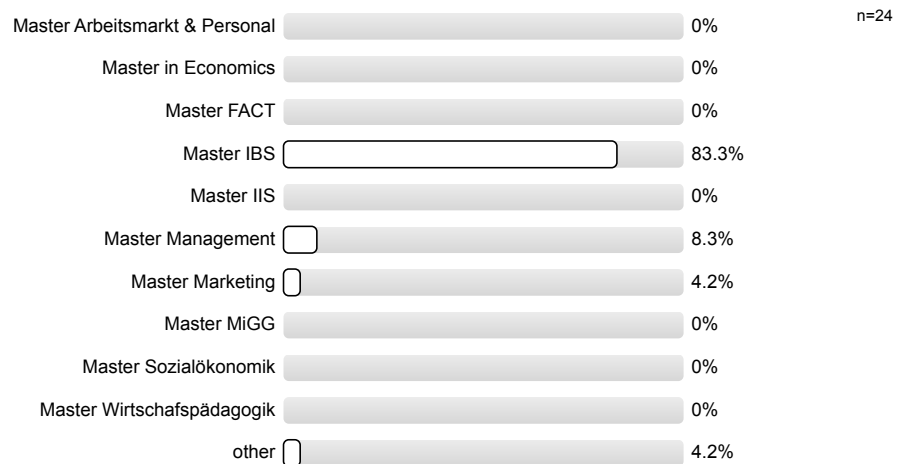 Master Arbeitsmarkt & Personal 0% n=24
Master in Economics 0%
Master FACT 0%
Master IBS 83.3%
Master IIS 0%
Master Management 8.3%
Master Marketing 4.2%
Master MiGG 0%
Master Sozialökonomik 0%
Master Wirtschafspädagogik 0%
other 4.2%